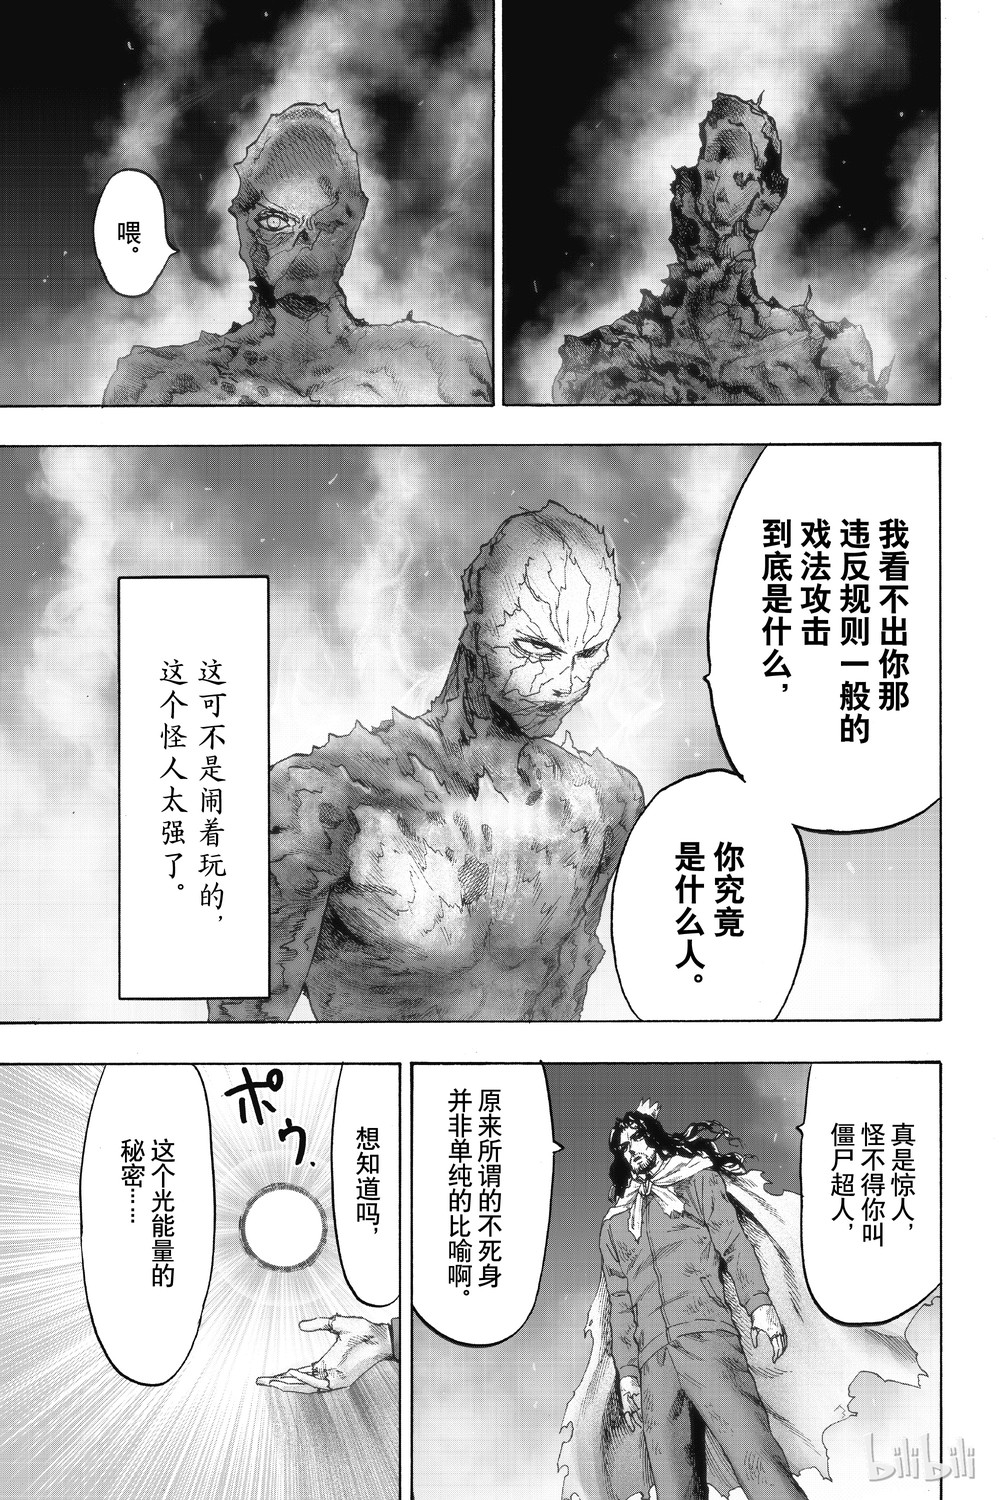 喂。
我看不出你那
违反规则一般的
戏法攻击
到底是什么，
你究竟
是什么人。
这可不是闹着玩的，
这个怪人太强了。
真是惊人，
怪不得你叫
僵尸超人，
原来所谓的不死身
并非单纯的比喻啊。
想知道吗，
ポゥ
这个光能量的
秘密……
bilibili